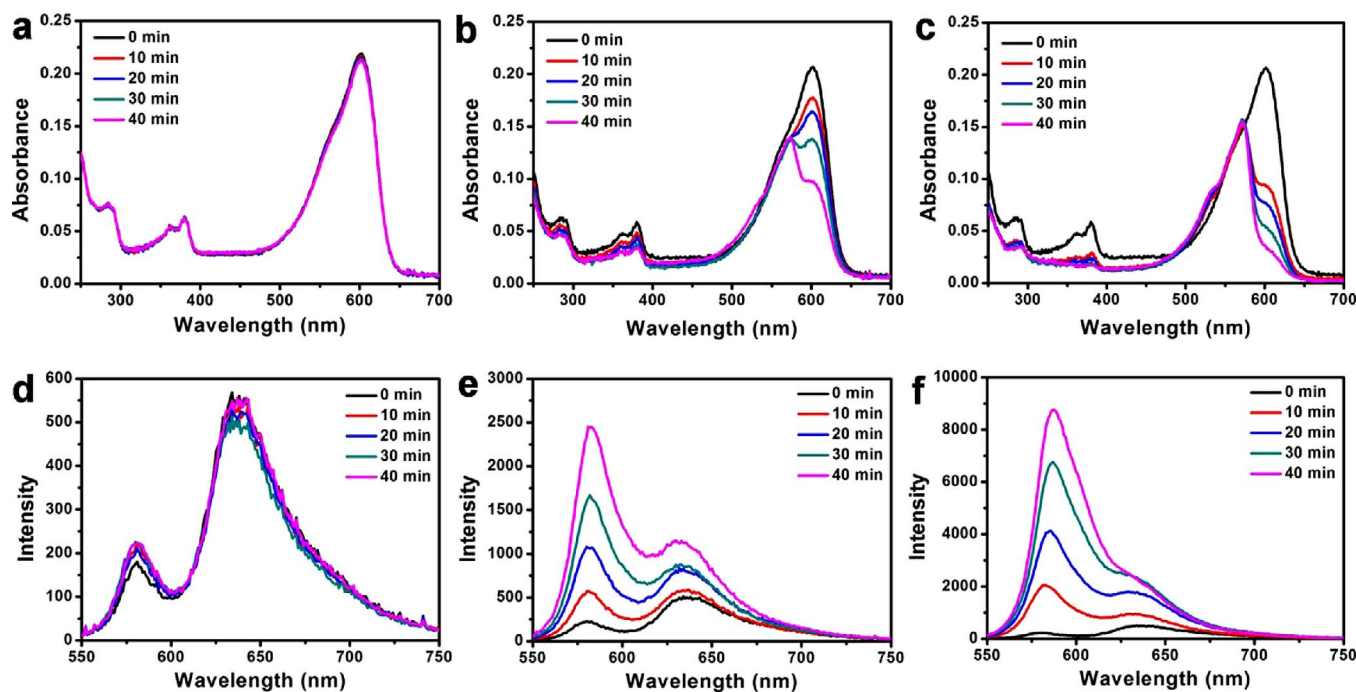 a
0.25
0.20
0.15
0.10
0.05
0.00
Absorbance
0 min
10 min
20 min
30 min
40 min
300
400
500
600
700
Wavelength (nm)
b
0.25
0.20
0.15
0.10
0.05
0.00
Absorbance
0 min
10 min
20 min
30 min
40 min
300
400
500
600
700
Wavelength (nm)
c
0.25
0.20
0.15
0.10
0.05
0.00
Absorbance
0 min
10 min
20 min
30 min
40 min
300
400
500
600
700
Wavelength (nm)
d
600
500
400
300
200
100
0
Intensity
0 min
10 min
20 min
30 min
40 min
550
600
650
700
750
Wavelength (nm)
e
3000
2500
2000
1500
1000
500
0
Intensity
0 min
10 min
20 min
30 min
40 min
550
600
650
700
750
Wavelength (nm)
f
10000
8000
6000
4000
2000
0
Intensity
0 min
10 min
20 min
30 min
40 min
550
600
650
700
750
Wavelength (nm)